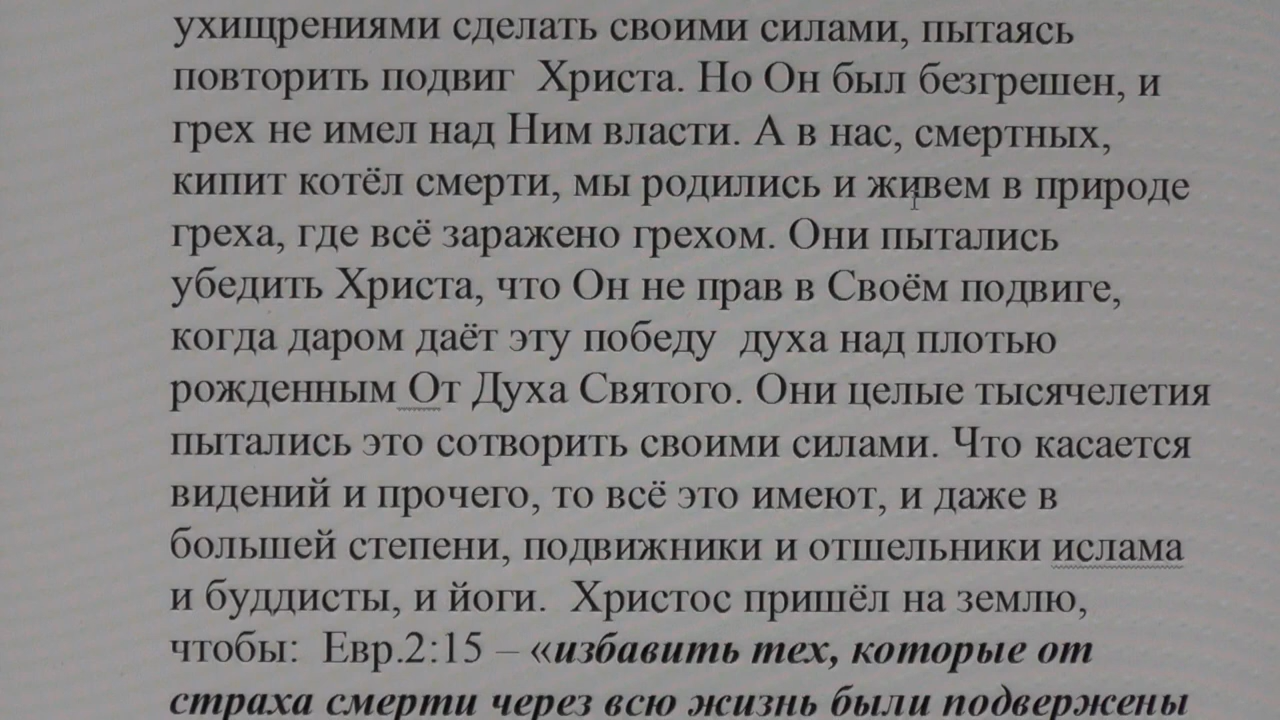 ухищрениями сделать своими силами, пытаясь
повторить подвиг  Христа. Но Он был безгрешен, и
грех не имел над Ним власти. А в нас, смертных,
кипит котёл смерти, мы родились и живем в природе
греха, где всё заражено грехом. Они пытались
убедить Христа, что Он не прав в Своём подвиге,
когда даром даёт эту победу  духа над плотью
рожденным От Духа Святого. Они целые тысячелетия
пытались это сотворить своими силами. Что касается
видений и прочего, то всё это имеют, и даже в
большей степени, подвижники и отшельники ислама
и буддисты, и йоги.  Христос пришёл на землю,
чтобы:  Евр.2:15 – «избавить тех, которые от
страха смерти через всю жизнь были подвержены